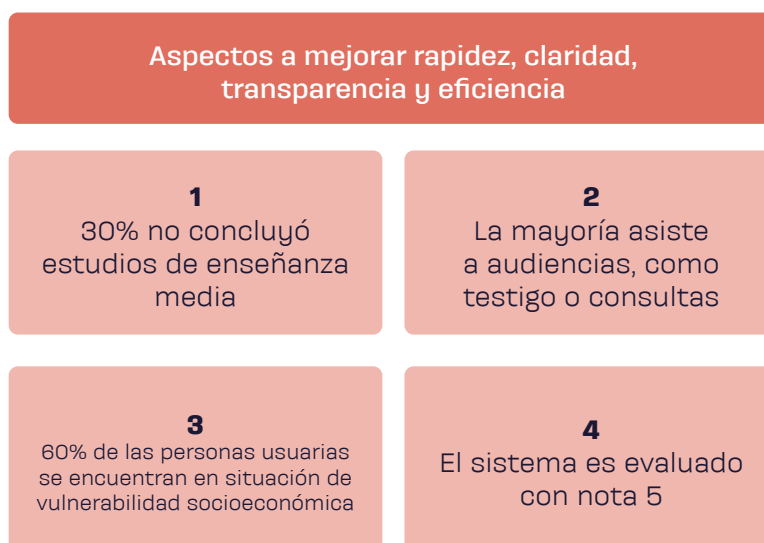 Aspectos a mejorar rapidez, claridad,
transparencia y eficiencia
1
30% no concluyó
estudios de enseñanza
media
2
La mayoría asiste
a audiencias, como
testigo o consultas
3
60% de las personas usuarias
se encuentran en situación de
vulnerabilidad socioeconómica
4
El sistema es evaluado
con nota 5